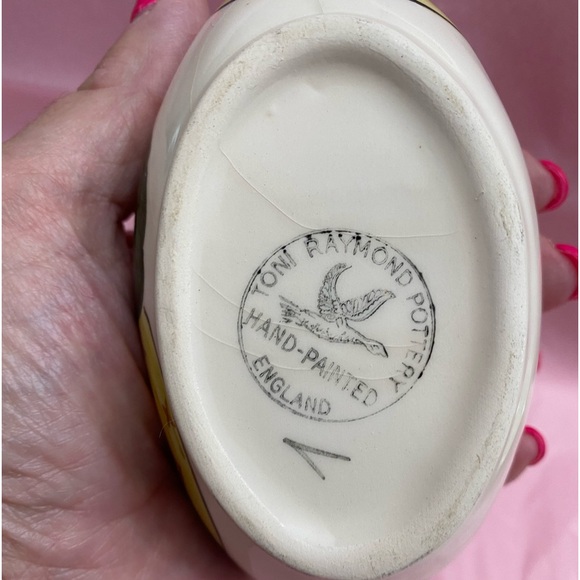 TONI RAYMOND POTTERY
HAND-PAINTED
ENGLAND